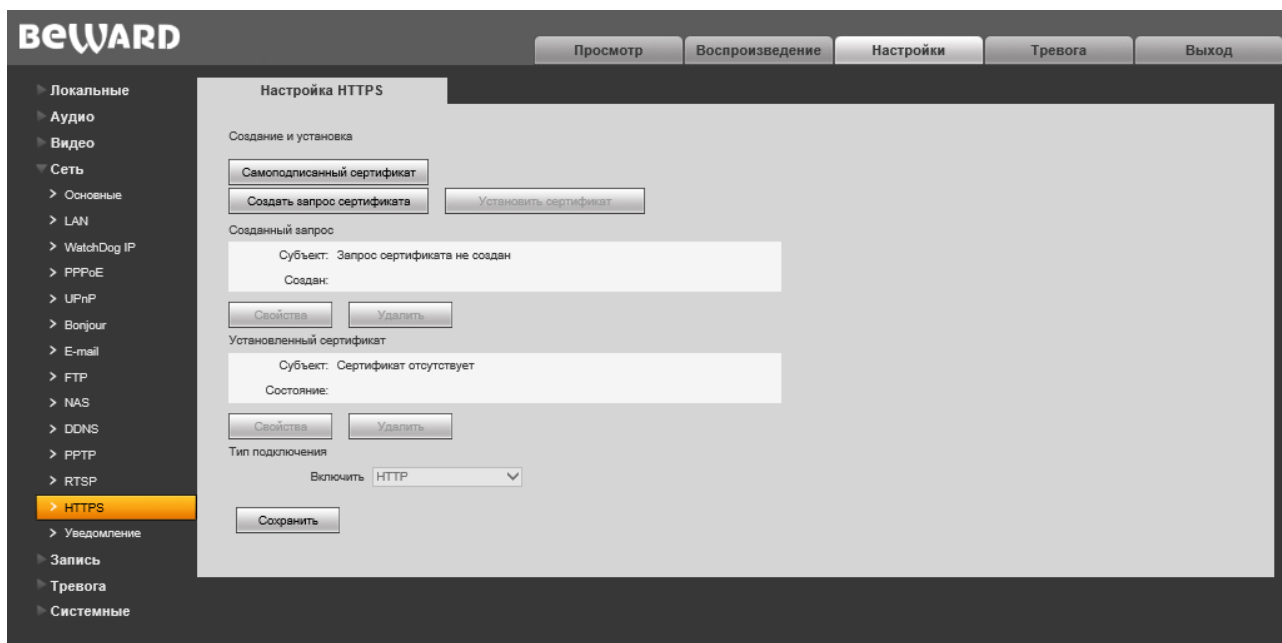 BEWARD
Просмотр
Воспроизведение
Настройки
Тревога
Выход
Локальные
Аудио
Видео
Сеть
Основные
LAN
WatchDog IP
PPPoE
UPnP
Bonjour
E-mail
FTP
NAS
DDNS
PPTP
RTSP
HTTPS
Уведомление
Запись
Тревога
Системные
Настройка HTTPS
Создание и установка
Самоподписанный сертификат
Создать запрос сертификата
Установить сертификат
Созданный запрос
Субъект: Запрос сертификата не создан
Создан:
Свойства
Удалить
Установленный сертификат
Субъект: Сертификат отсутствует
Состояние:
Свойства
Удалить
Тип подключения
Включить HTTP
Сохранить